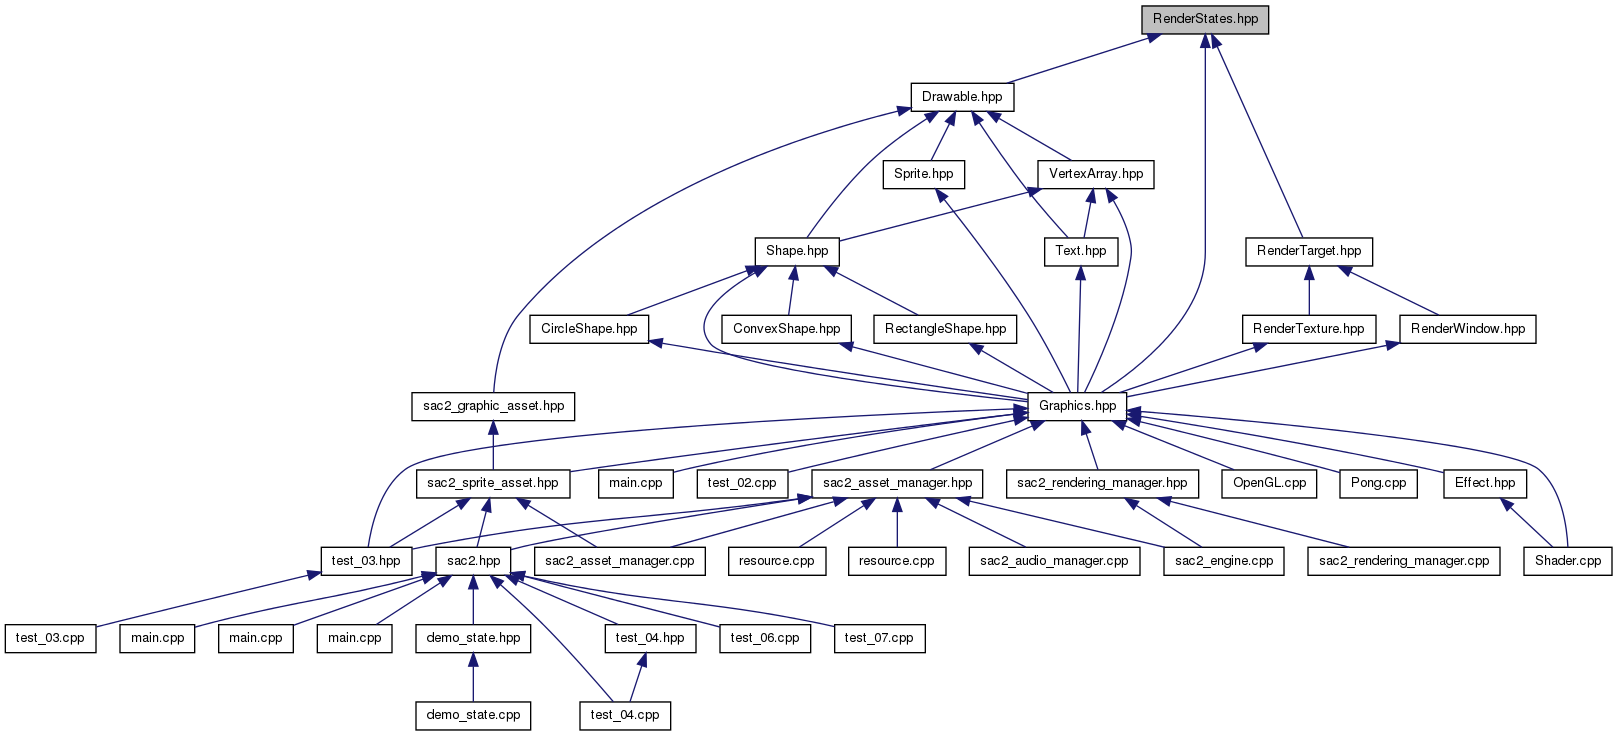 RenderStates.hpp
Drawable.hpp
Sprite.hpp
VertexArray.hpp
Shape.hpp
Text.hpp
RenderTarget.hpp
CircleShape.hpp
ConvexShape.hpp
RectangleShape.hpp
RenderTexture.hpp
RenderWindow.hpp
sac2_graphic_asset.hpp
Graphics.hpp
sac2_sprite_asset.hpp
main.cpp
test_02.cpp
sac2_asset_manager.hpp
sac2_rendering_manager.hpp
OpenGL.cpp
Pong.cpp
Effect.hpp
test_03.hpp
sac2.hpp
sac2_asset_manager.cpp
resource.cpp
resource.cpp
sac2_audio_manager.cpp
sac2_engine.cpp
sac2_rendering_manager.cpp
Shader.cpp
test_03.cpp
main.cpp
main.cpp
main.cpp
demo_state.hpp
test_04.hpp
test_06.cpp
test_07.cpp
demo_state.cpp
test_04.cpp